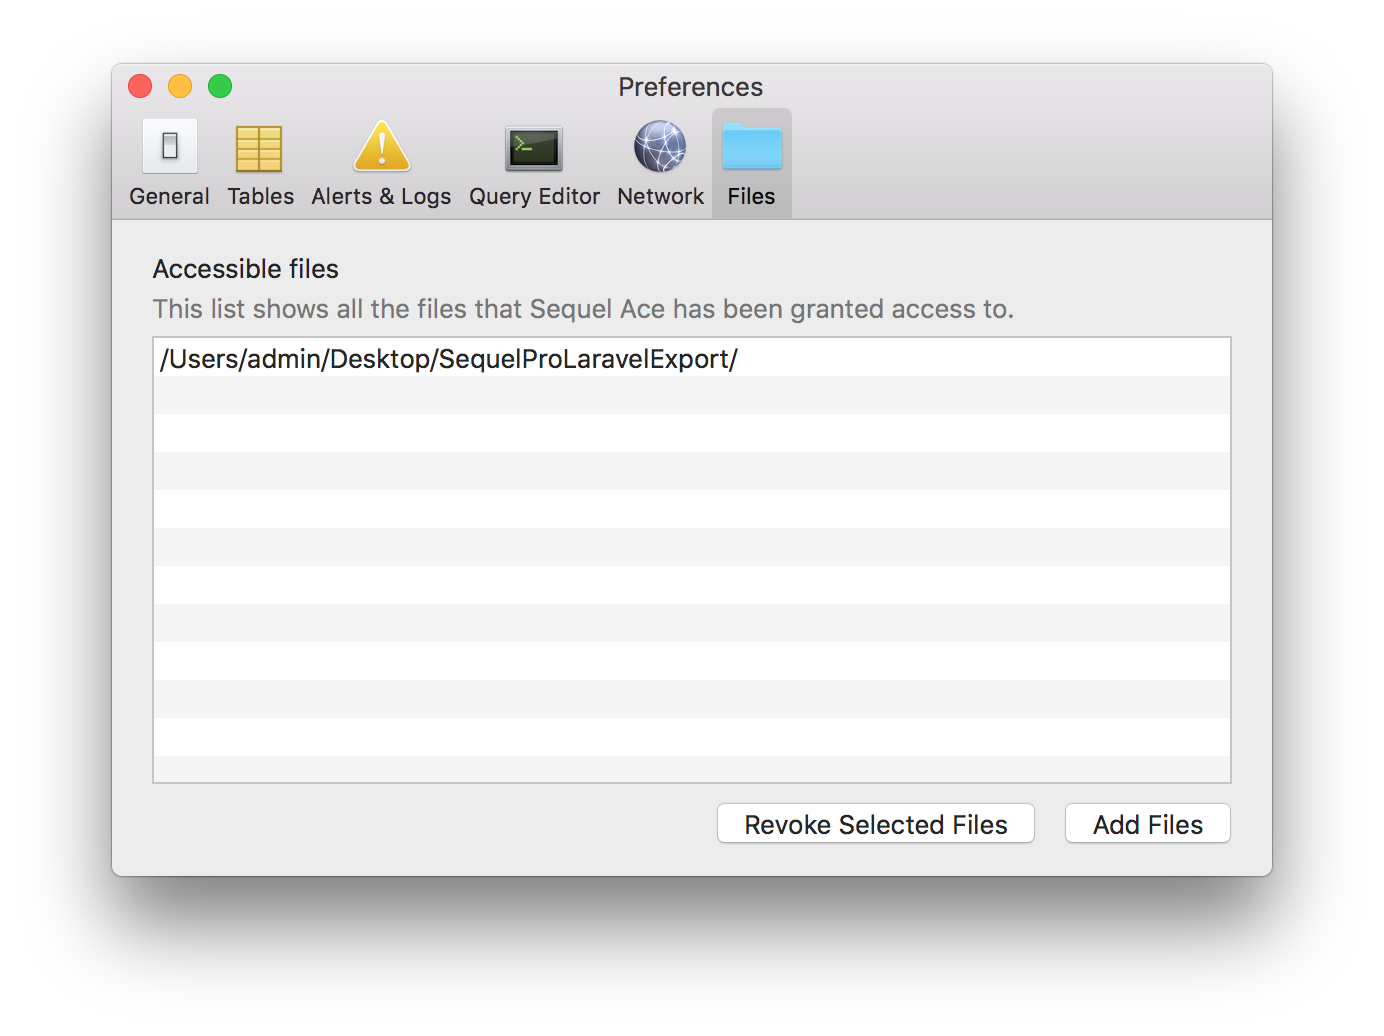 Preferences
General Tables Alerts & Logs Query Editor Network Files
Accessible files
This list shows all the files that Sequel Ace has been granted access to.
/Users/admin/Desktop/SequelProLaravelExport/
Revoke Selected Files Add Files